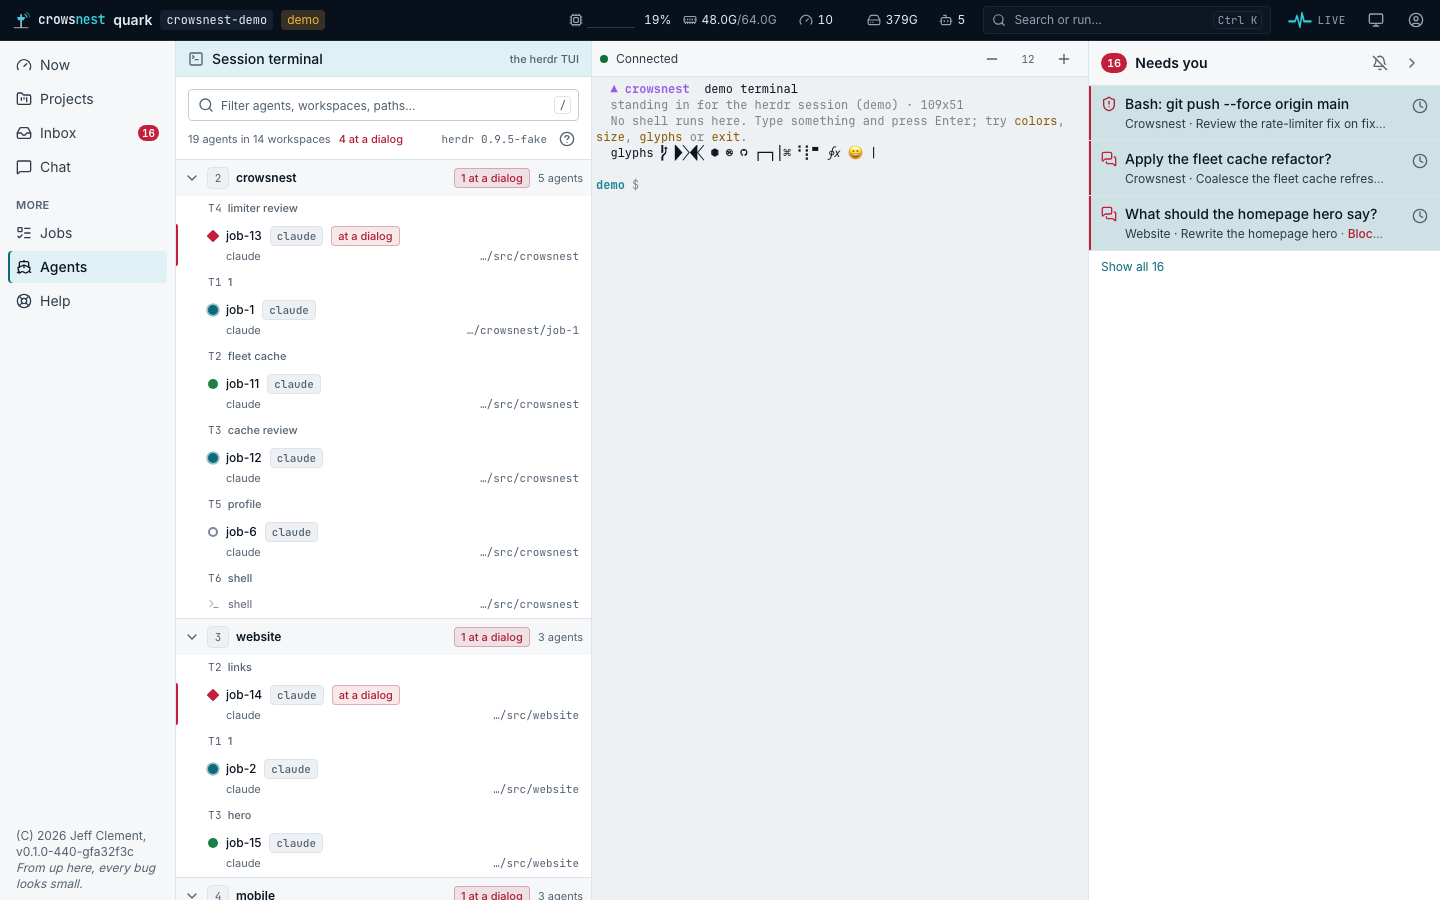 crowsnest quark crowsnest-demo demo 19% 48.0G/64.0G 10 379G 5 Search or run... Ctrl K LIVE
Now
Projects
Inbox 16
Chat
MORE
Jobs
Agents
Help
(C) 2026 Jeff Clement,
v0.1.0-440-gfa32f3c
From up here, every bug
looks small.
Session terminal the herdr TUI
Filter agents, workspaces, paths... /
19 agents in 14 workspaces 4 at a dialog herdr 0.9.5-fake
2 crowsnest 1 at a dialog 5 agents
T4 limiter review
job-13 claude at a dialog
claude …/src/crowsnest
T1 1
job-1 claude
claude …/crowsnest/job-1
T2 fleet cache
job-11 claude
claude …/src/crowsnest
T3 cache review
job-12 claude
claude …/src/crowsnest
T5 profile
job-6 claude
claude …/src/crowsnest
T6 shell
shell …/src/crowsnest
3 website 1 at a dialog 3 agents
T2 links
job-14 claude at a dialog
claude …/src/website
T1 1
job-2 claude
claude …/src/website
T3 hero
job-15 claude
claude …/src/website
4 mobile 1 at a dialog 3 agents
Connected 12
▲ crowsnest demo terminal
standing in for the herdr session (demo) · 109x51
No shell runs here. Type something and press Enter; try colors,
size, glyphs or exit.
glyphs
demo $
16 Needs you
Bash: git push --force origin main
Crowsnest · Review the rate-limiter fix on fix...
Apply the fleet cache refactor?
Crowsnest · Coalesce the fleet cache refres...
What should the homepage hero say?
Website · Rewrite the homepage hero · Bloc...
Show all 16